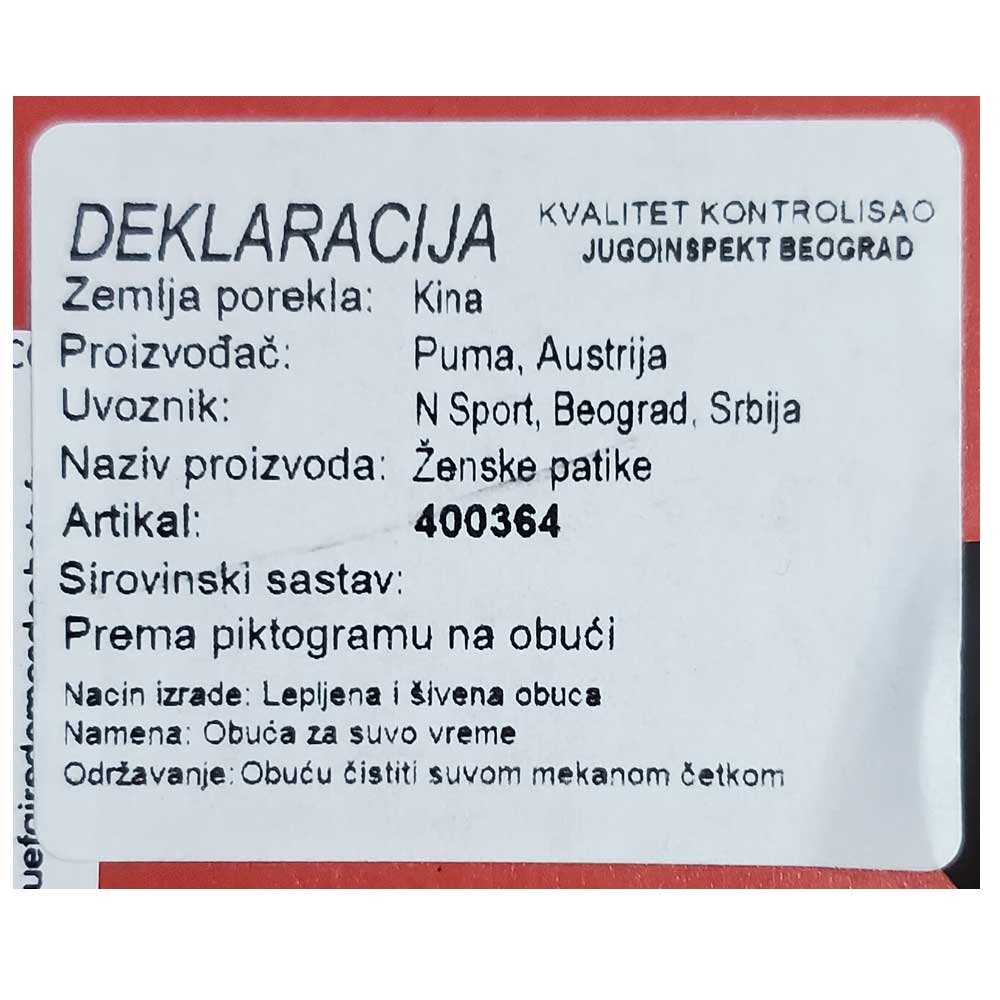 DEKLARACIJA
KVALITET KONTROLISAO
JUGOINSPEKT BEOGRAD
Zemlja porekla: Kina
Proizvođač: Puma, Austrija
Uvoznik: N Sport, Beograd, Srbija
Naziv proizvoda: Ženske patike
Artikal: 400364
Sirovinski sastav:
Prema piktogramu na obući
Nacin izrade: Lepljena i šivena obuca
Namena: Obuća za suvo vreme
Održavanje: Obuću čistiti suvom mekanom četkom